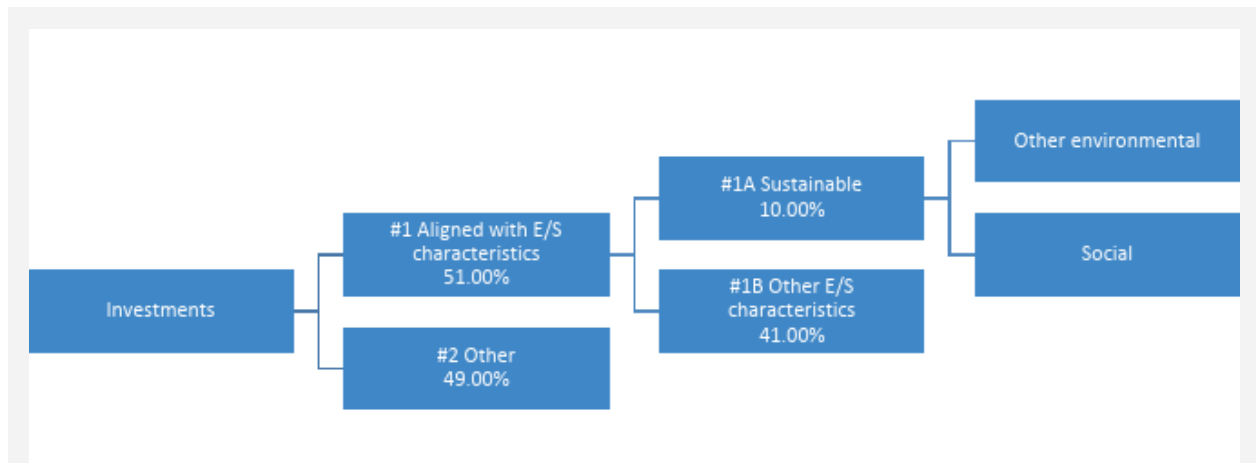 Investments
#1 Aligned with E/S
characteristics
51.00%
#2 Other
49.00%
#1A Sustainable
10.00%
#1B Other E/S
characteristics
41.00%
Other environmental
Social